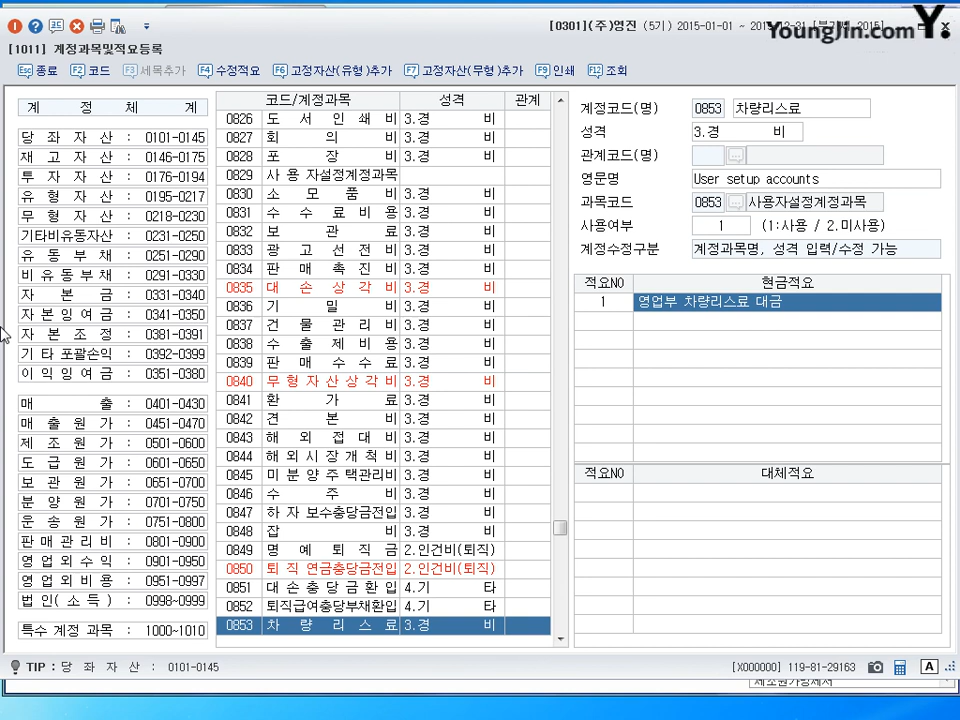 [0301](주)영진 (5기) 2015-01-01 ~ 2015-12-31 [부가세 2015]
YoungJin.com Y.
[1011] 계정과목및적요등록
Esc 종료 F2 코드 F3 세목추가 F4 수정적요 F6 고정자산(유형)추가 F7 고정자산(무형)추가 F9 인쇄 F12 조회
계 정 체 계
당 좌 자 산 : 0101-0145
재 고 자 산 : 0146-0175
투 자 자 산 : 0176-0194
유 형 자 산 : 0195-0217
무 형 자 산 : 0218-0230
기타비유동자산 : 0231-0250
유 동 부 채 : 0251-0290
비 유 동 부 채 : 0291-0330
자 본 금 : 0331-0340
자 본 잉 여 금 : 0341-0350
자 본 조 정 : 0381-0391
기 타 포괄손익 : 0392-0399
이 익 잉 여 금 : 0351-0380
매 출 : 0401-0430
매 출 원 가 : 0451-0470
제 조 원 가 : 0501-0600
도 급 원 가 : 0601-0650
보 관 원 가 : 0651-0700
분 양 원 가 : 0701-0750
운 송 원 가 : 0751-0800
판 매 관 리 비 : 0801-0900
영 업 외 수 익 : 0901-0950
영 업 외 비 용 : 0951-0997
법 인 ( 소 득 ) : 0998-0999
특수 계정 과목 : 1000~1010
코드/계정과목 성격 관계
0826 도 서 인 쇄 비 3.경 비
0827 회 의 비 3.경 비
0828 포 장 비 3.경 비
0829 사 용 자설정계정과목
0830 소 모 품 비 3.경 비
0831 수 수 료 비 용 3.경 비
0832 보 관 료 3.경 비
0833 광 고 선 전 비 3.경 비
0834 판 매 촉 진 비 3.경 비
0835 대 손 상 각 비 3.경 비
0836 기 밀 비 3.경 비
0837 건 물 관 리 비 3.경 비
0838 수 출 제 비 용 3.경 비
0839 판 매 수 수 료 3.경 비
0840 무 형 자 산 상 각 비 3.경 비
0841 환 가 료 3.경 비
0842 견 본 비 3.경 비
0843 해 외 접 대 비 3.경 비
0844 해 외 시 장 개 척 비 3.경 비
0845 미 분 양 주 택관리비 3.경 비
0846 수 주 비 3.경 비
0847 하 자 보수충당금전입 3.경 비
0848 잡 비 3.경 비
0849 명 예 퇴 직 금 2.인건비(퇴직)
0850 퇴 직 연금충당금전입 2.인건비(퇴직)
0851 대 손 충 당 금 환 입 4.기 타
0852 퇴직급여충당부채환입 4.기 타
0853 차 량 리 스 료 3.경 비
계정코드(명) 0853 차량리스료
성격 3.경 비
관계코드(명)
영문명 User setup accounts
과목코드 0853 사용자설정계정과목
사용여부 1 (1:사용 / 2.미사용)
계정수정구분 계정과목명, 성격 입력/수정 가능
적요NO 현금적요
1 영업부 차량리스료 대금
적요NO 대체적요
TIP : 당 좌 자 산 : 0101-0145
[X000000] 119-81-29163 A
제조원가명세서